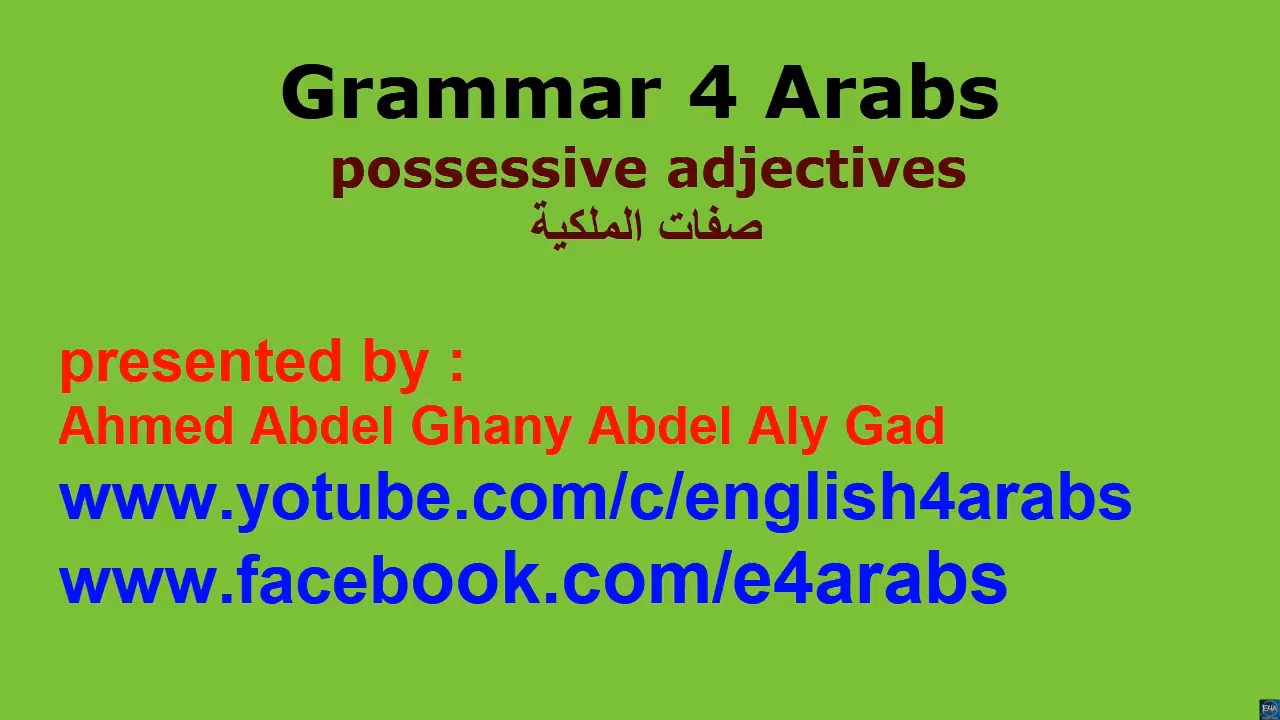 Grammar 4 Arabs
possessive adjectives
صفات الملكية
presented by :
Ahmed Abdel Ghany Abdel Aly Gad
www.yotube.com/c/english4arabs
www.facebook.com/e4arabs
E4A